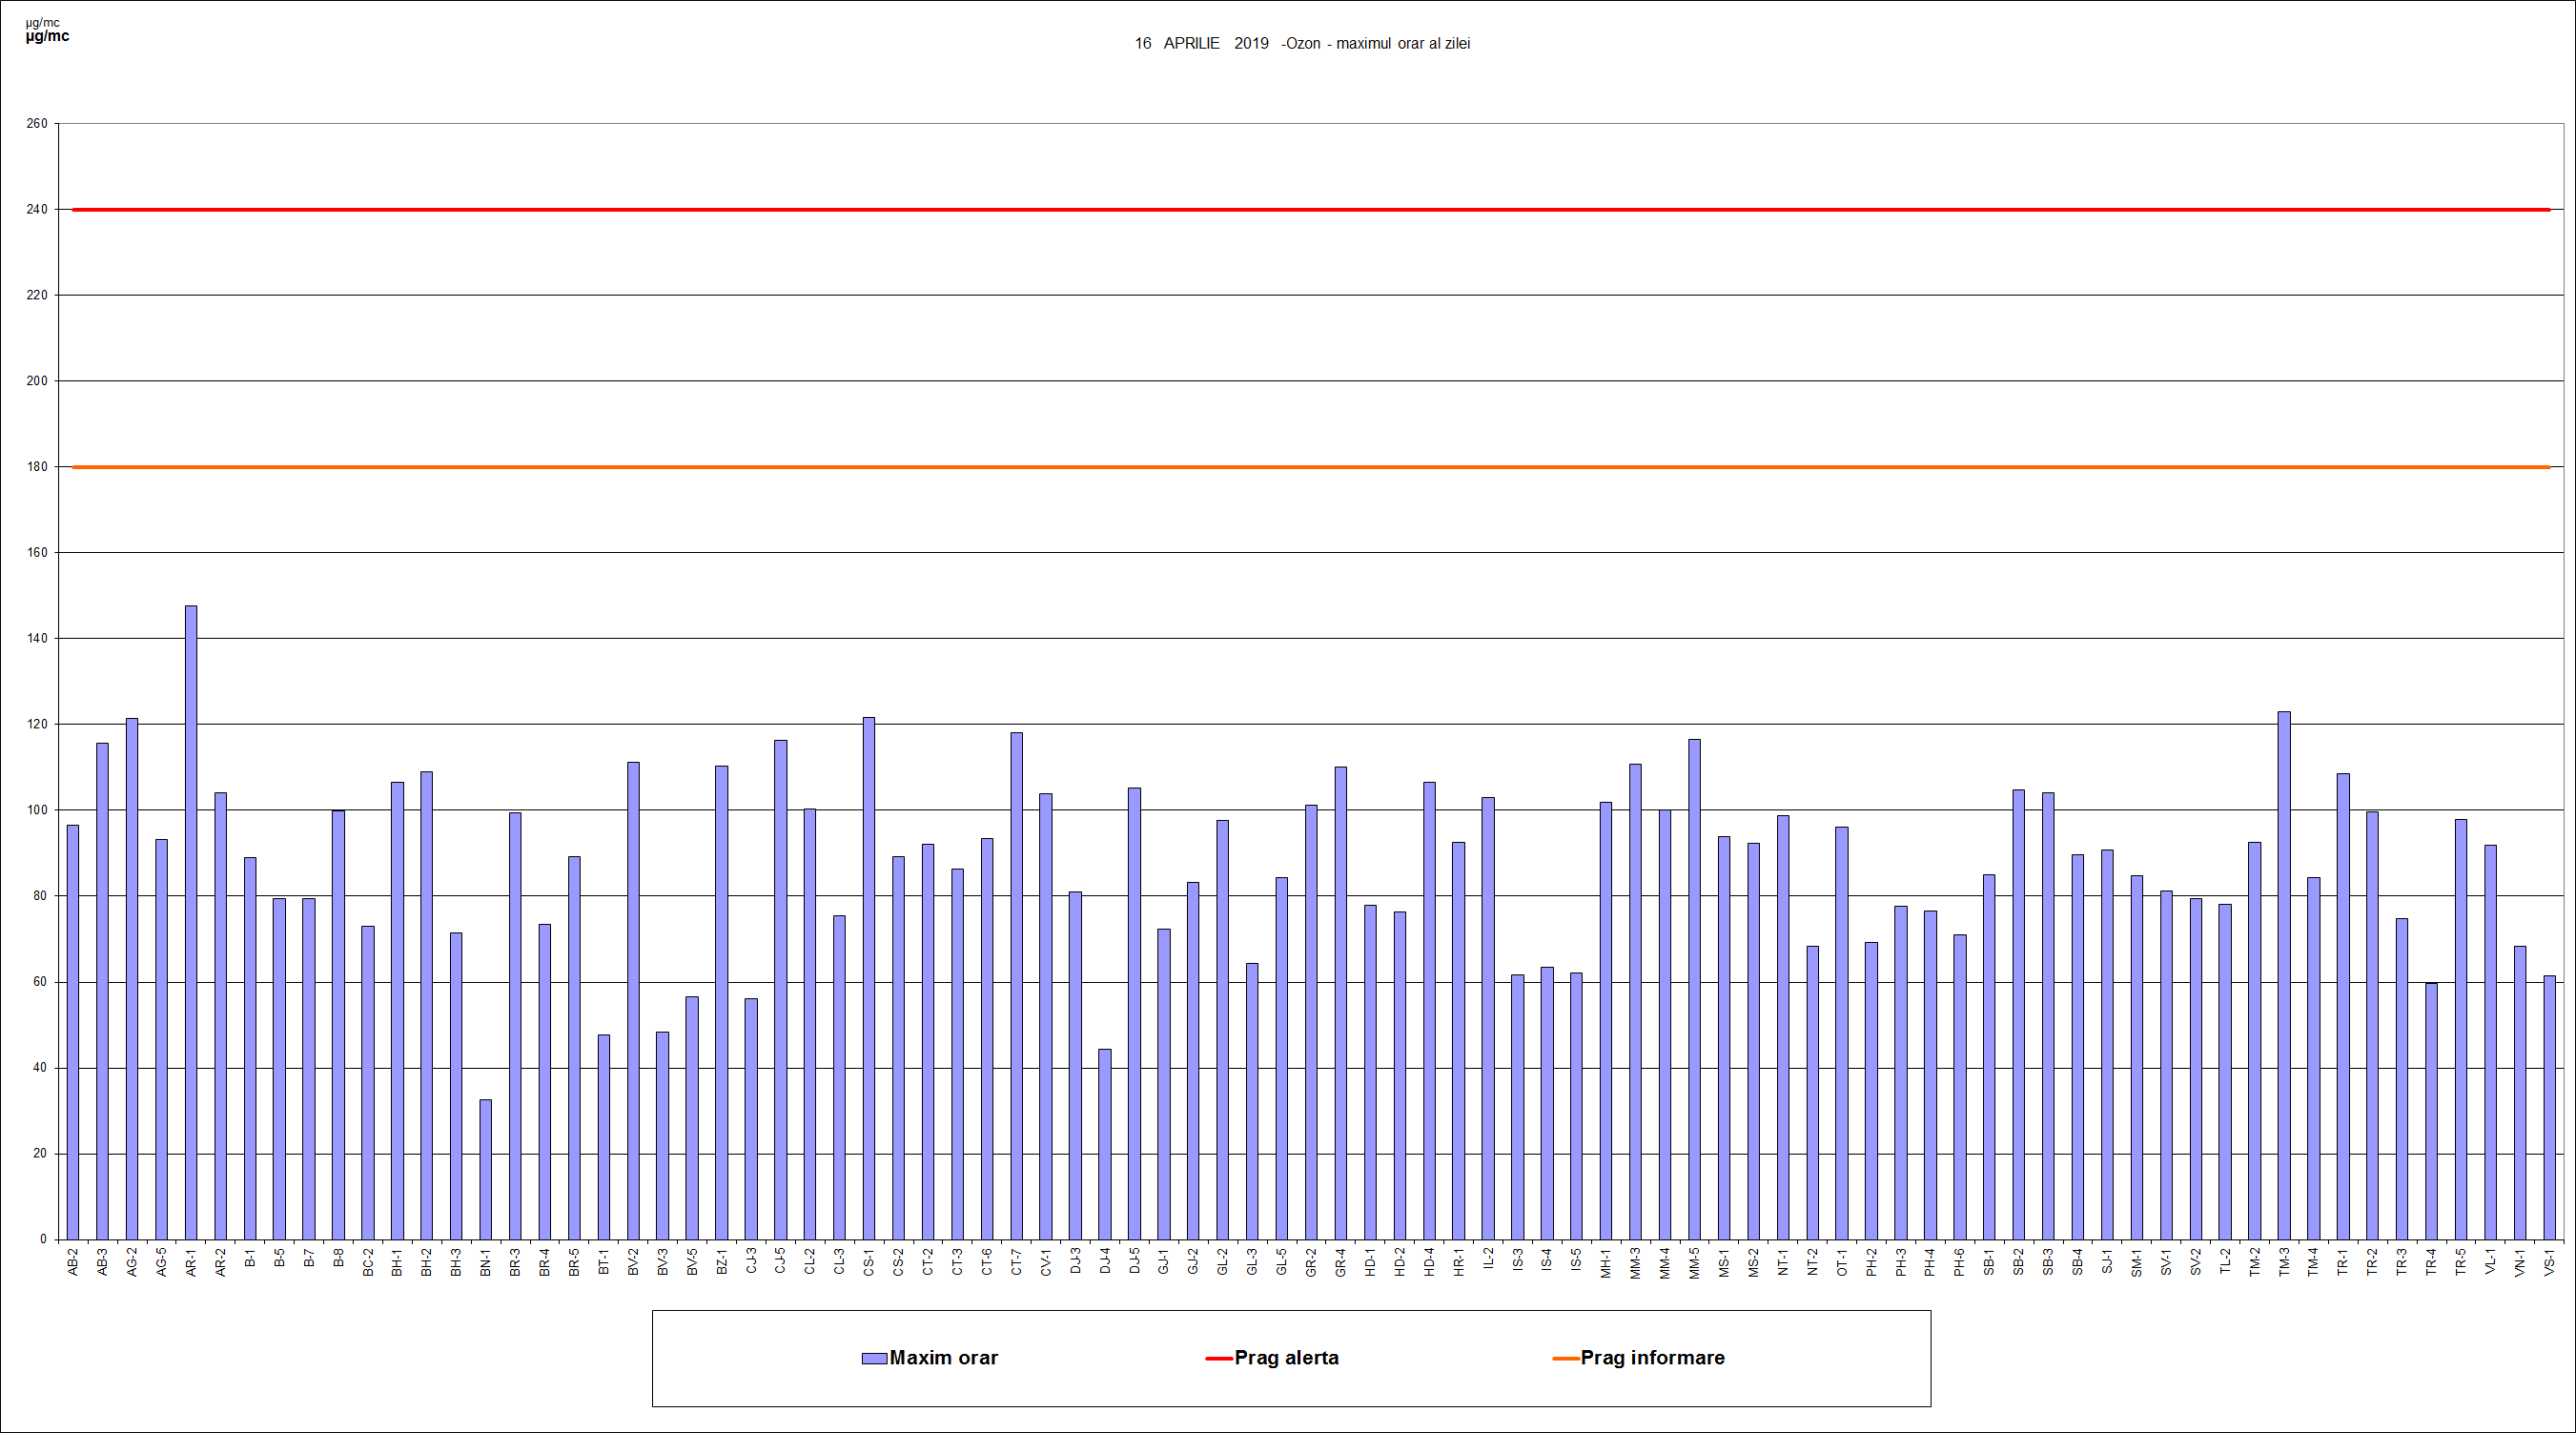 µg/mc
µg/mc
16 APRILIE 2019 -Ozon - maximul orar al zilei
260
240
220
200
180
160
140
120
100
80
60
40
20
0
AB-2 AB-3 AG-2 AG-5 AR-1 AR-2 B-1 B-5 B-7 B-8 BC-2 BH-1 BH-2 BH-3 BN-1 BR-3 BR-4 BR-5 BT-1 BV-2 BV-3 BV-5 BZ-1 CJ-3 CJ-5 CL-2 CL-3 CS-1 CS-2 CT-2 CT-3 CT-6 CT-7 CV-1 DJ-3 DJ-4 DJ-5 GJ-1 GJ-2 GL-2 GL-3 GL-5 GR-2 GR-4 HD-1 HD-2 HD-4 HR-1 IL-2 IS-3 IS-4 IS-5 MH-1 MM-3 MM-4 MM-5 MS-1 MS-2 NT-1 NT-2 OT-1 PH-2 PH-3 PH-4 PH-6 SB-1 SB-2 SB-3 SB-4 SJ-1 SM-1 SV-1 SV-2 TL-2 TM-2 TM-3 TM-4 TR-1 TR-2 TR-3 TR-4 TR-5 VL-1 VN-1 VS-1
Maxim orar Prag alerta Prag informare